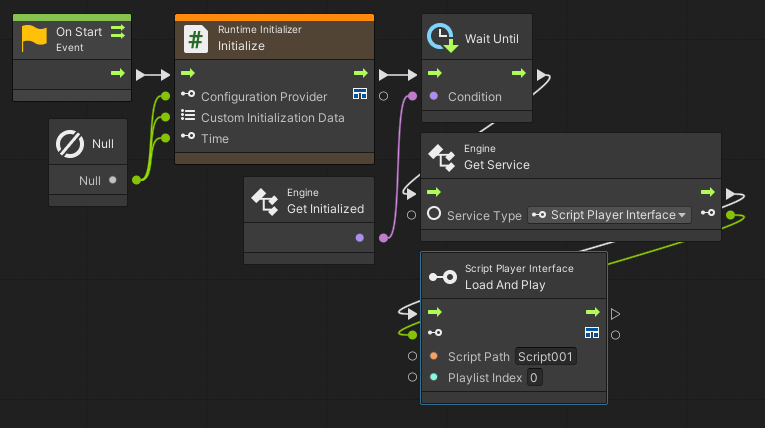 On Start
Event
Runtime Initializer
Initialize
Configuration Provider
Custom Initialization Data
Time
Wait Until
Condition
Null
Null
Engine
Get Initialized
Engine
Get Service
Service Type Script Player Interface
Script Player Interface
Load And Play
Script Path Script001
Playlist Index 0